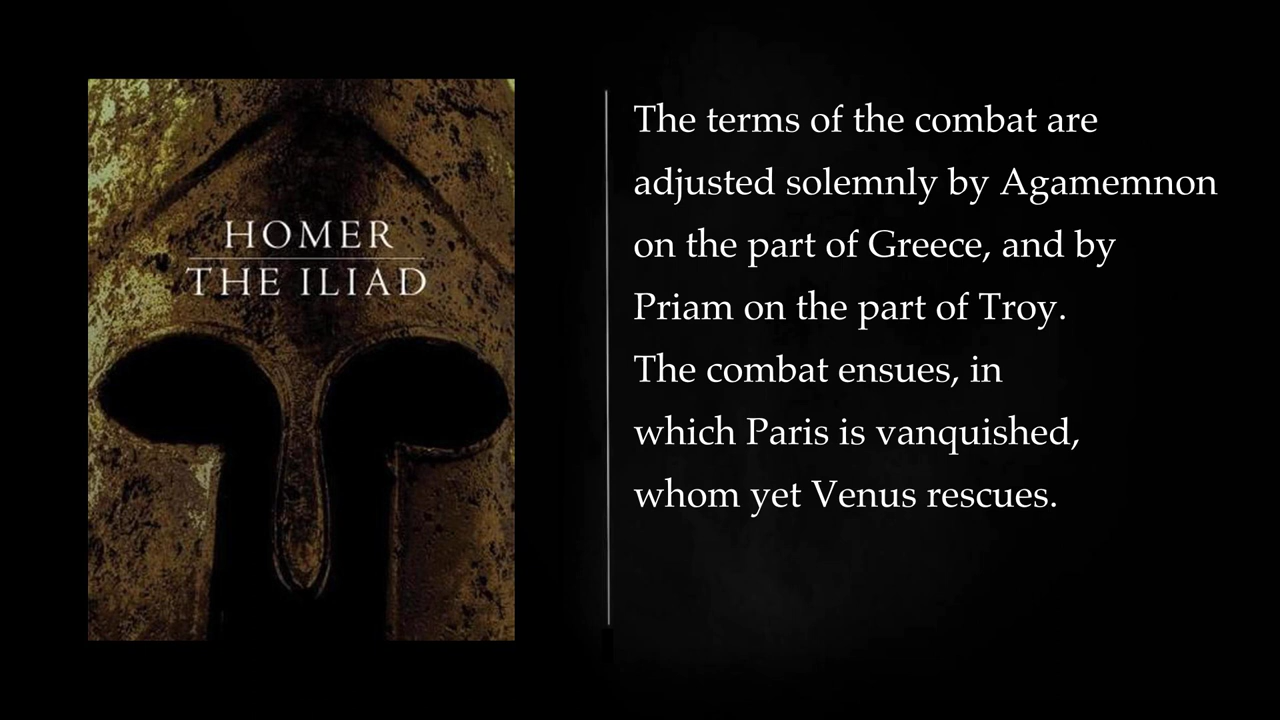 HOMER
THE ILIAD
The terms of the combat are
adjusted solemnly by Agamemnon
on the part of Greece, and by
Priam on the part of Troy.
The combat ensues, in
which Paris is vanquished,
whom yet Venus rescues.